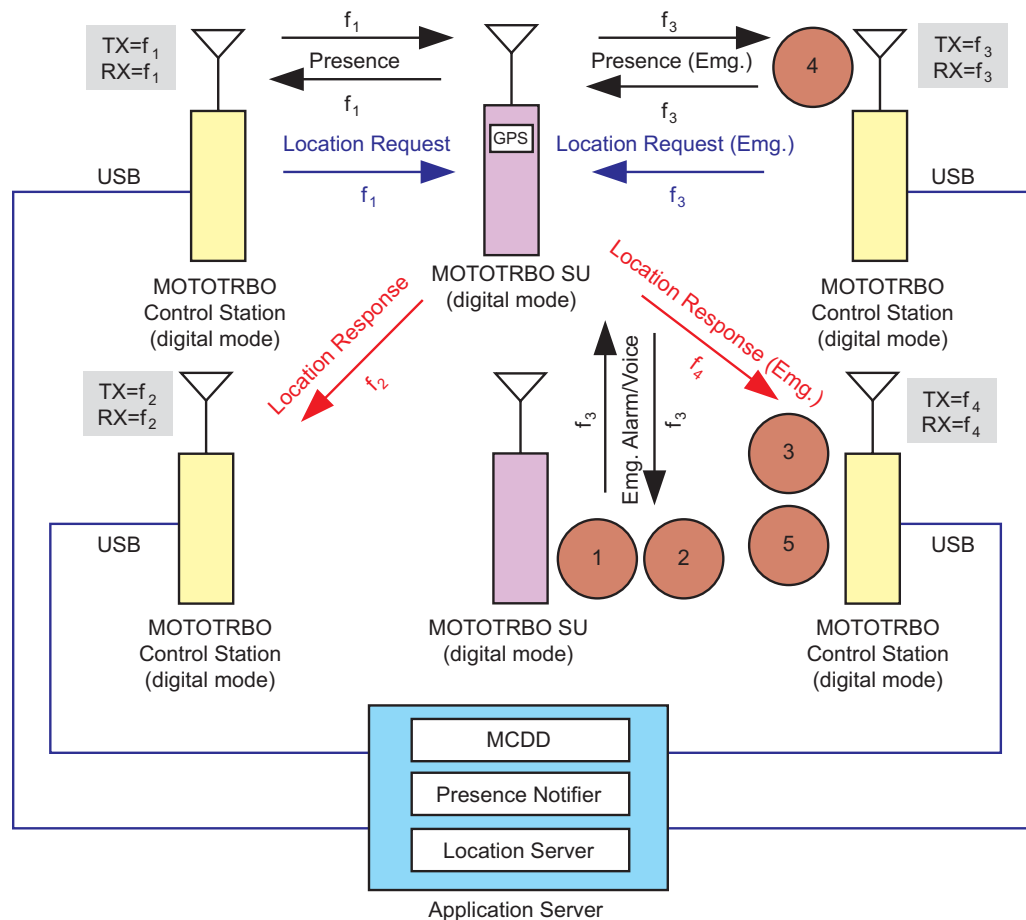 TX=f1
RX=f1
f1
Presence
f1
f3
Presence (Emg.)
f3
4
TX=f3
RX=f3
Location Request
f1
GPS
Location Request (Emg.)
f3
USB
USB
MOTOTRBO
Control Station
(digital mode)
MOTOTRBO SU
(digital mode)
MOTOTRBO
Control Station
(digital mode)
Location Response
f2
Location Response (Emg.)
f4
TX=f2
RX=f2
f3
Emg. Alarm/Voice
f3
TX=f4
RX=f4
3
USB
1
2
5
USB
MOTOTRBO
Control Station
(digital mode)
MOTOTRBO SU
(digital mode)
MOTOTRBO
Control Station
(digital mode)
MCDD
Presence Notifier
Location Server
Application Server